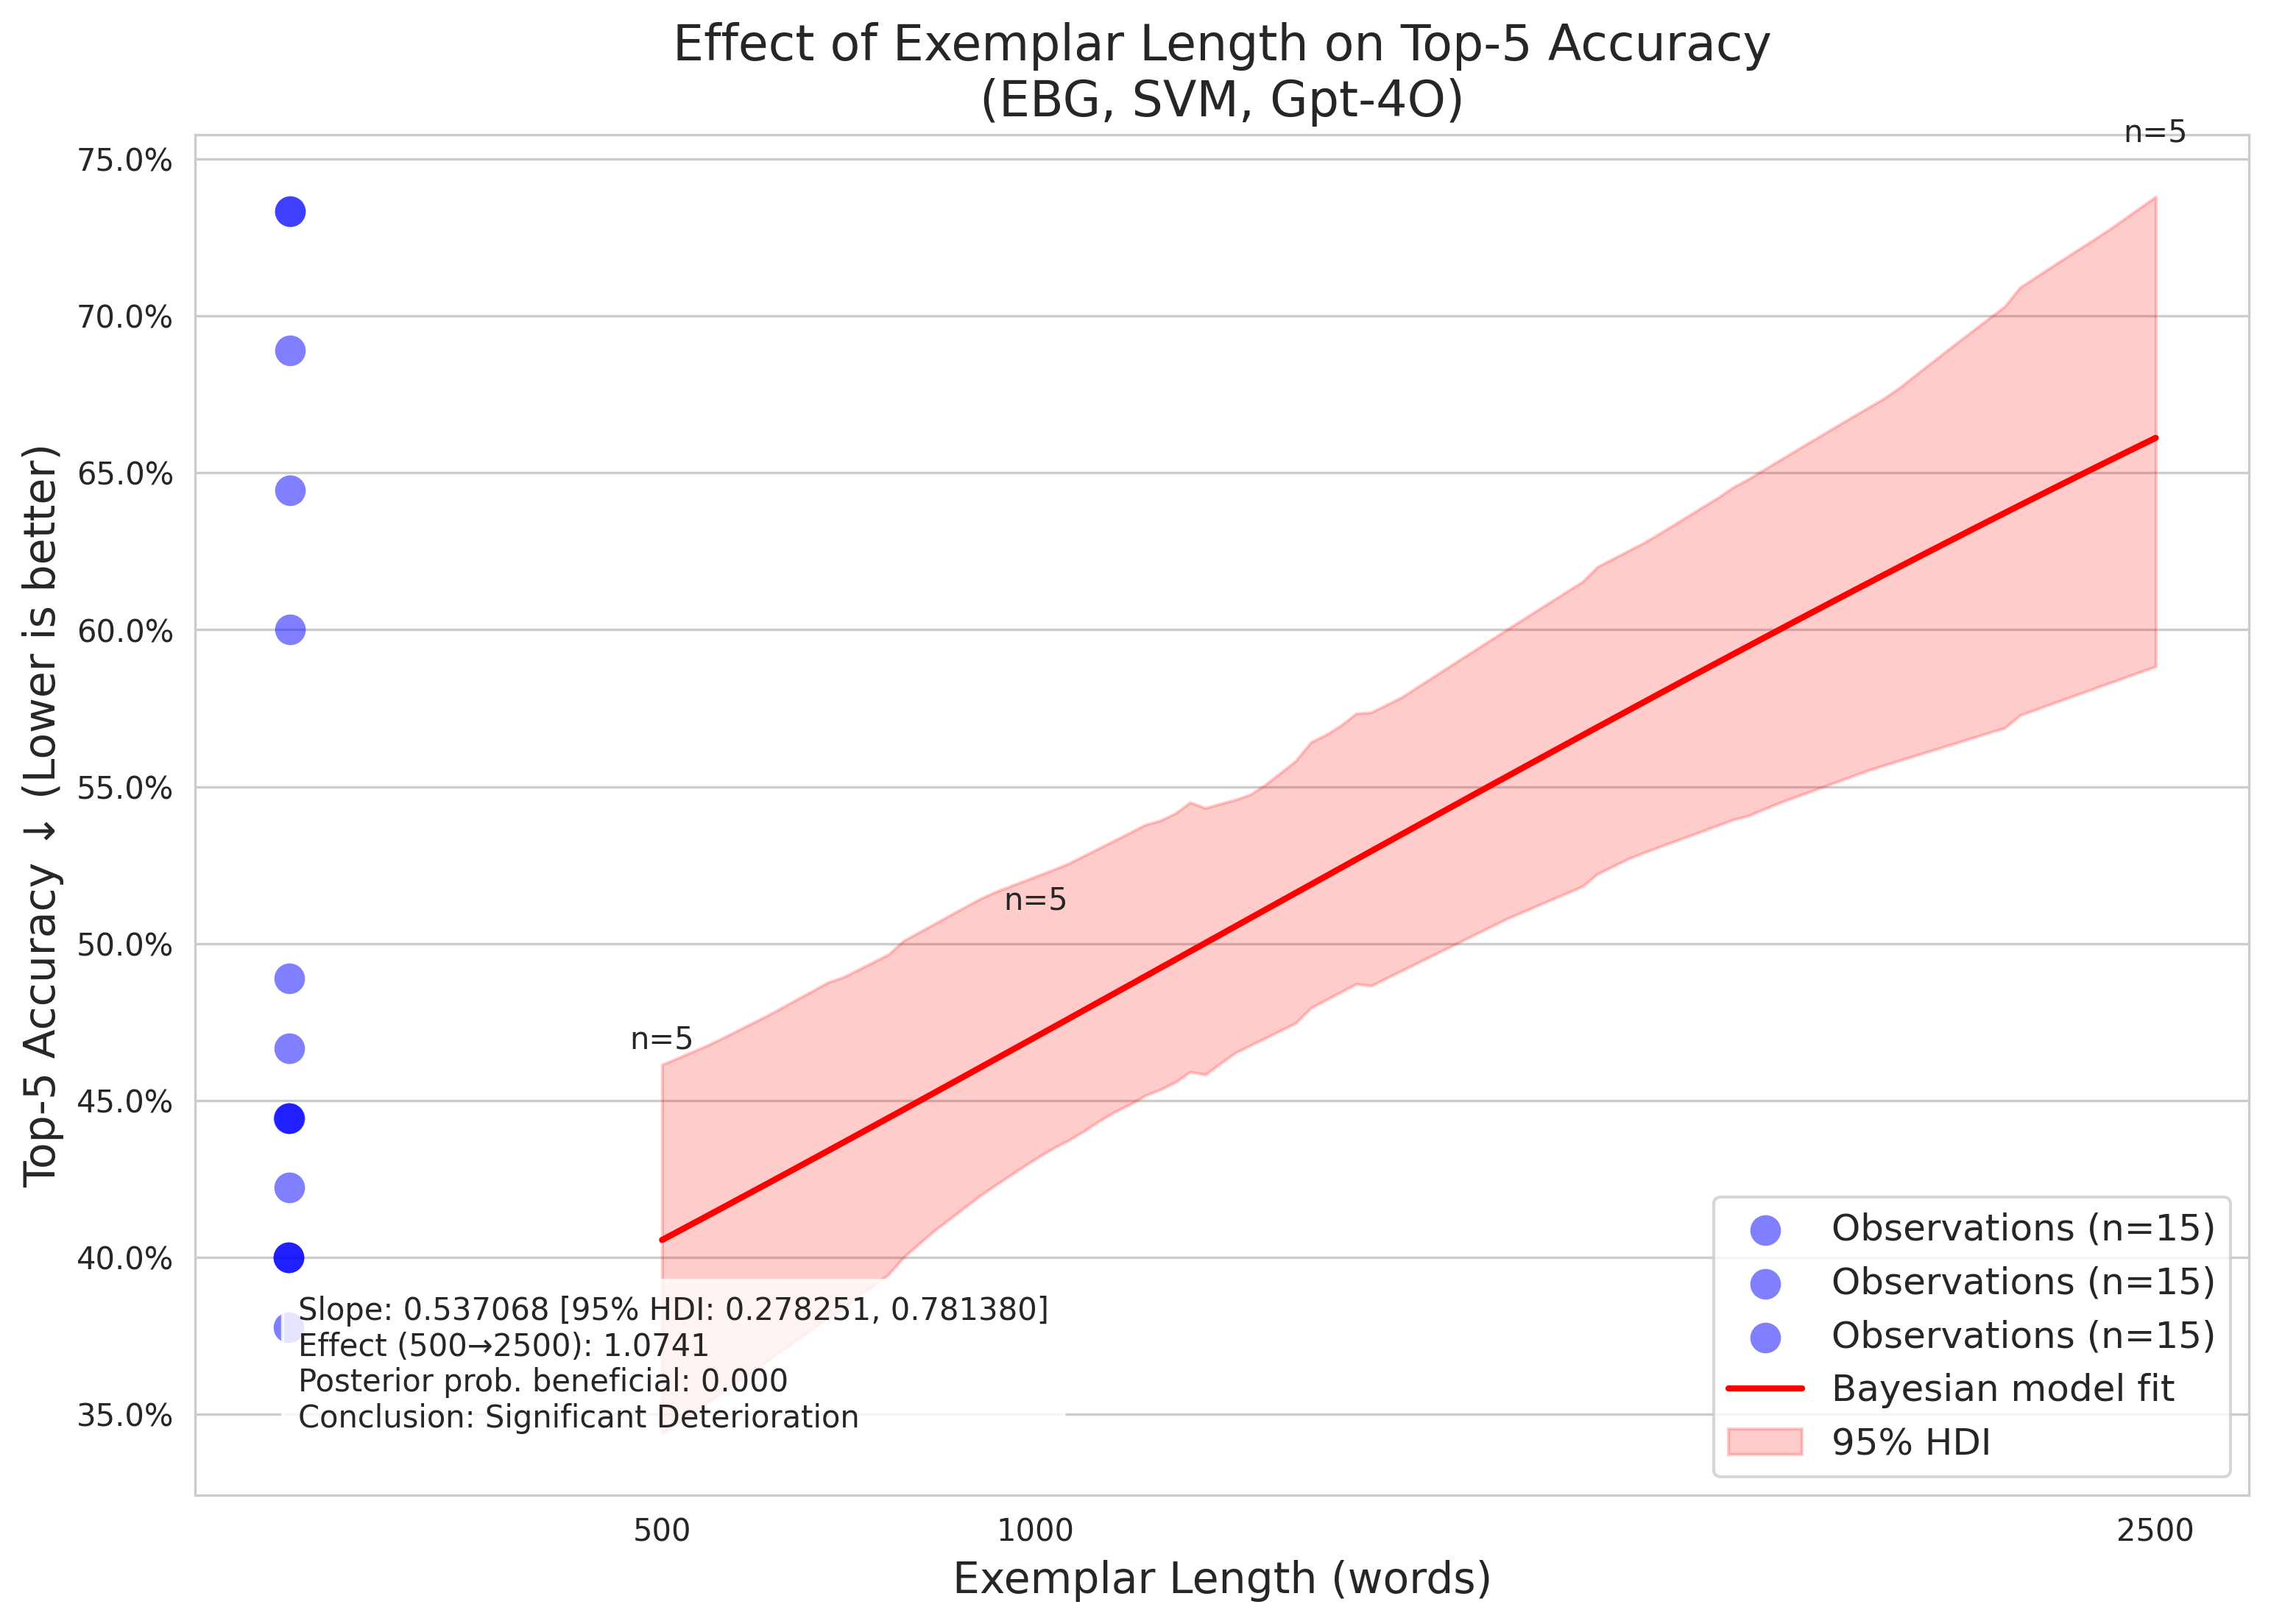 Effect of Exemplar Length on Top-5 Accuracy
(EBG, SVM, Gpt-4O)
n=5
75.0%
70.0%
65.0%
60.0%
55.0%
50.0%
45.0%
40.0%
35.0%
Top-5 Accuracy ↓ (Lower is better)
n=5
n=5
Slope: 0.537068 [95% HDI: 0.278251, 0.781380]
Effect (500→2500): 1.0741
Posterior prob. beneficial: 0.000
Conclusion: Significant Deterioration
Observations (n=15)
Observations (n=15)
Observations (n=15)
Bayesian model fit
95% HDI
500
1000
2500
Exemplar Length (words)